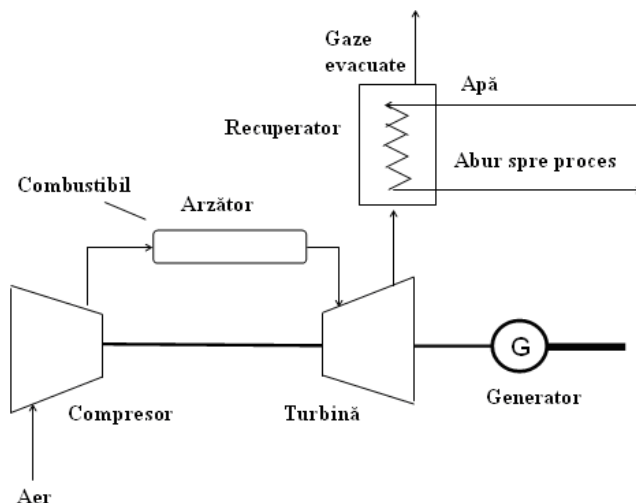 Gaze
evacuate
Apă
Recuperator
Abur spre proces
Combustibil
Arzător
G
Compresor
Turbină
Generator
Aer